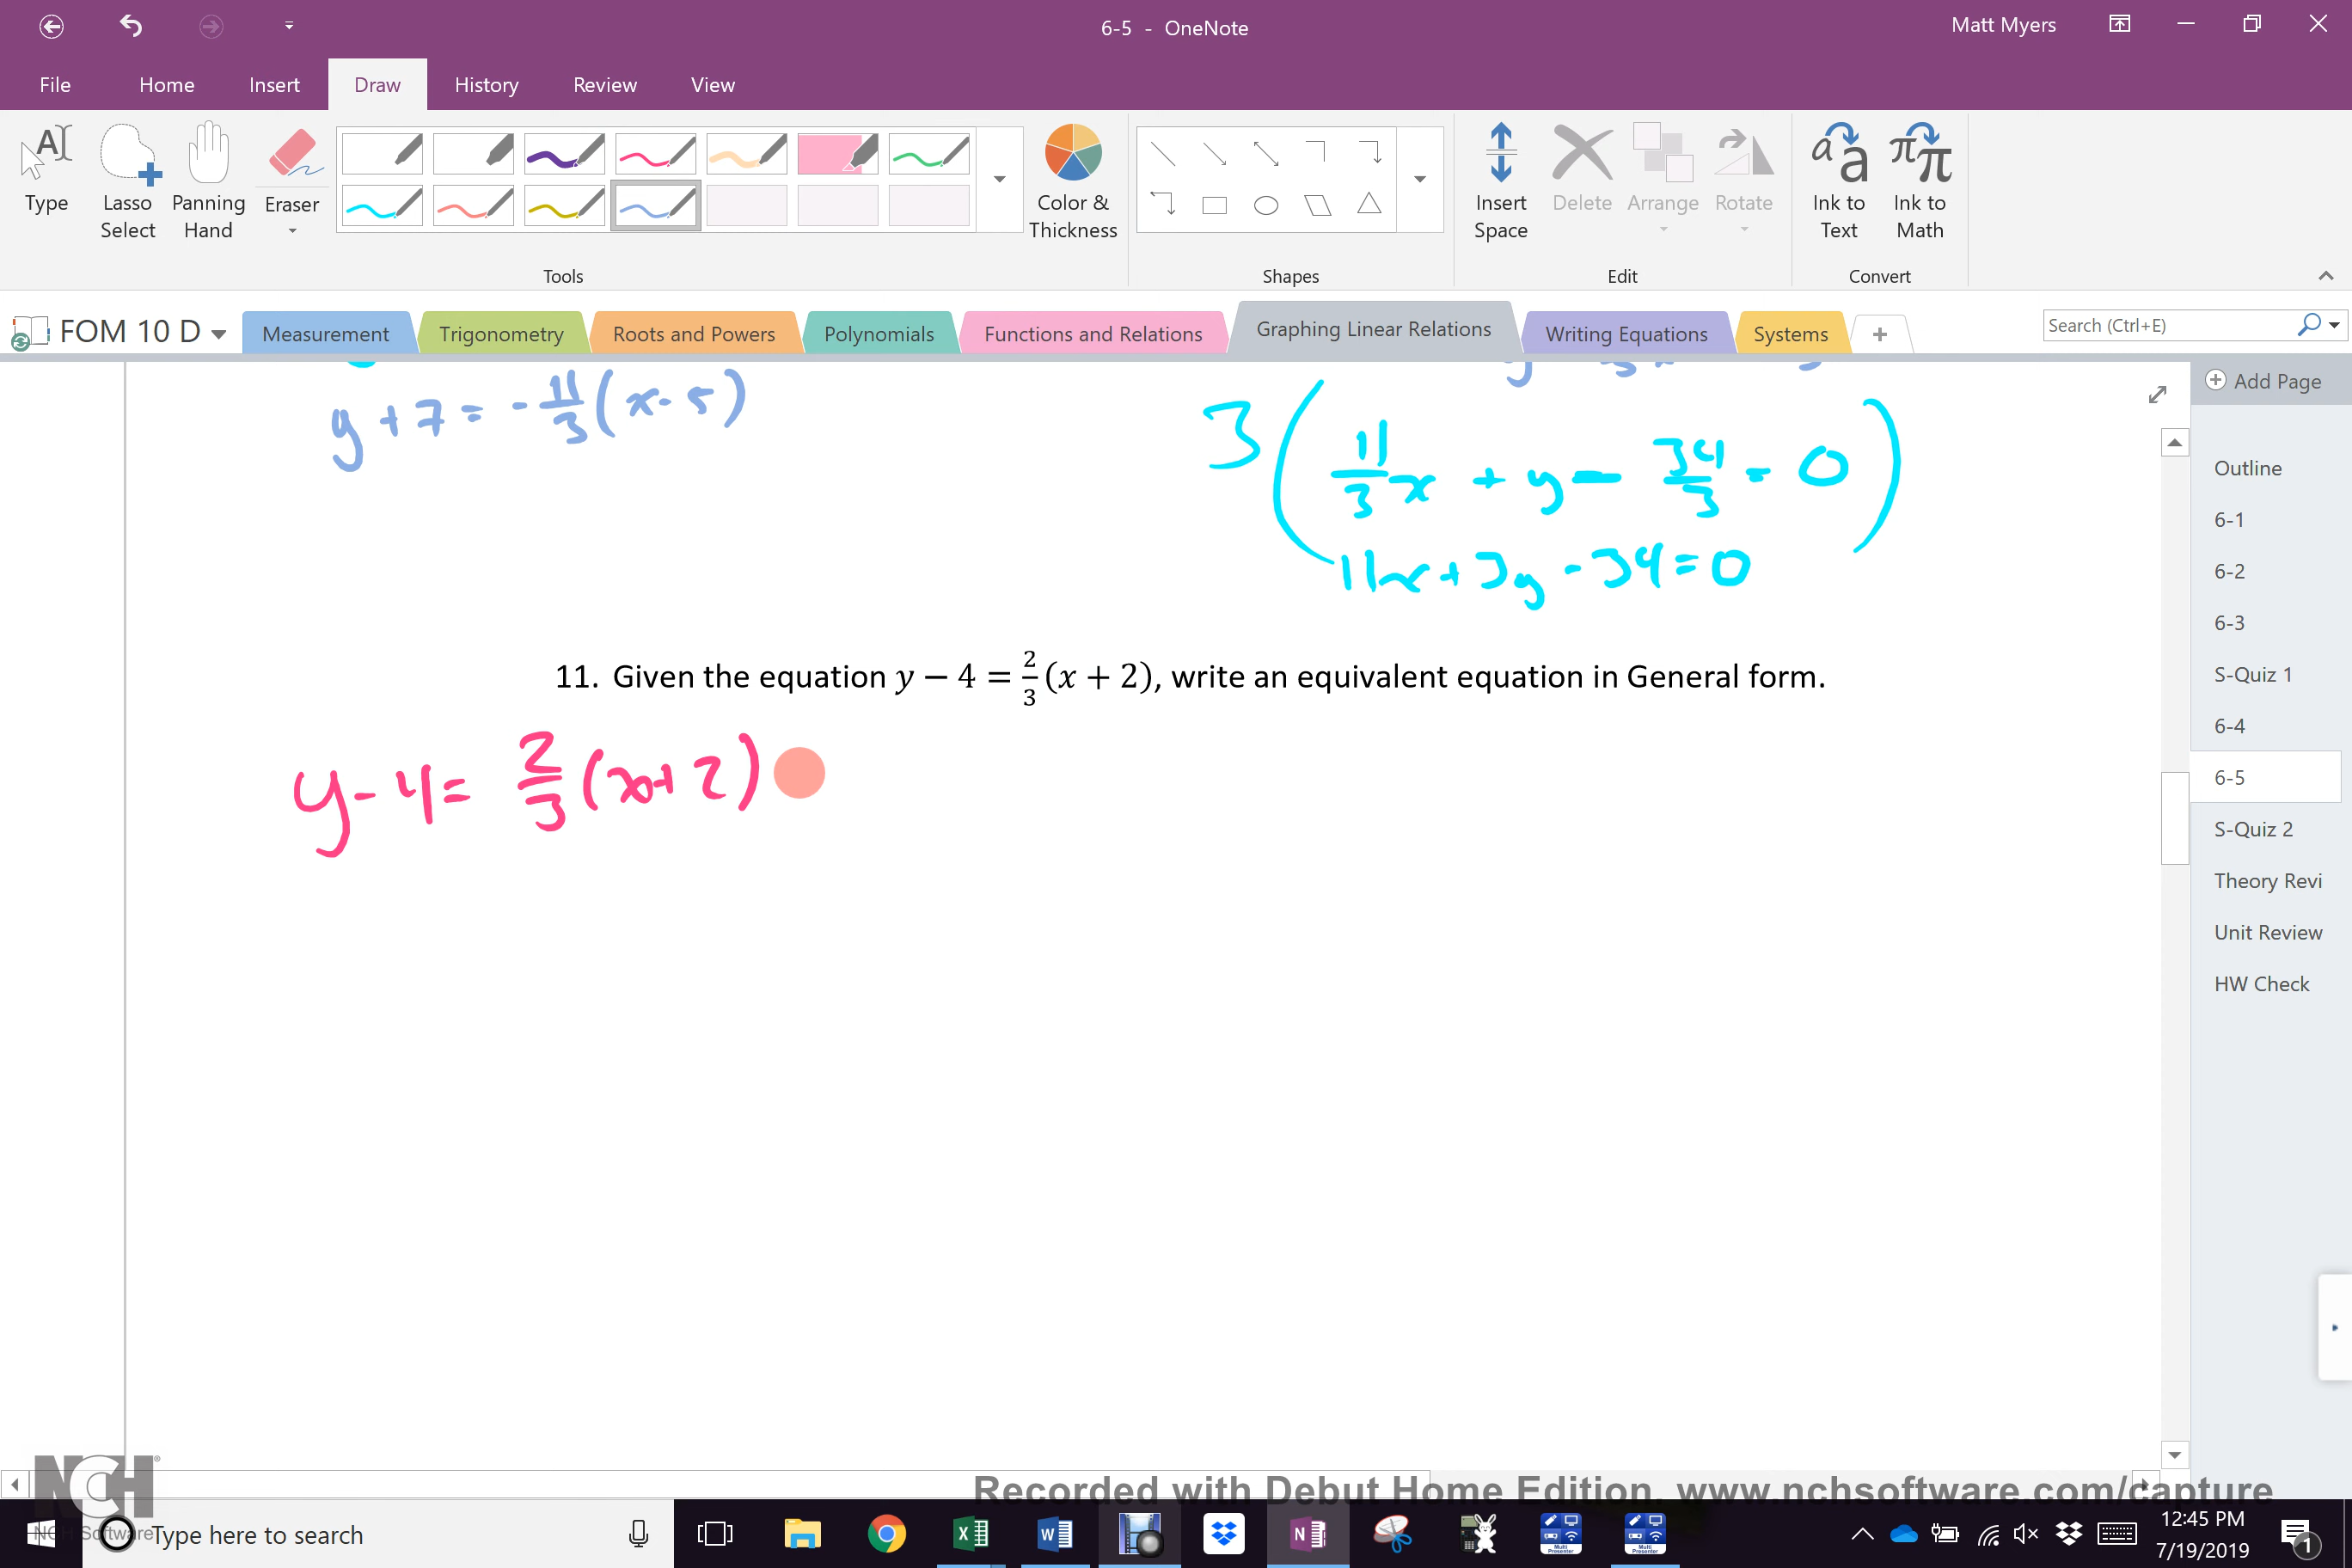 6-5 - OneNote
Matt Myers
File Home Insert Draw History Review View
Type
Lasso Select
Panning Hand
Eraser
Color & Thickness
Insert Space
Delete
Arrange
Rotate
Ink to Text
Ink to Math
Tools
Shapes
Edit
Convert
FOM 10 D
Measurement Trigonometry Roots and Powers Polynomials Functions and Relations Graphing Linear Relations Writing Equations Systems +
Search (Ctrl+E)
Add Page
Outline
6-1
6-2
6-3
S-Quiz 1
6-4
6-5
S-Quiz 2
Theory Revi
Unit Review
HW Check
y + 7 = - 11/3 (x - 5)
3 ( 11/3 x + y - 34/3 = 0 )
11x + 3y - 34 = 0
11. Given the equation y − 4 = 2/3 (x + 2), write an equivalent equation in General form.
y - 4 = 2/3 (x + 2)
NCH®
NCH Software
Recorded with Debut Home Edition. www.nchsoftware.com/capture
Type here to search
12:45 PM
7/19/2019
1